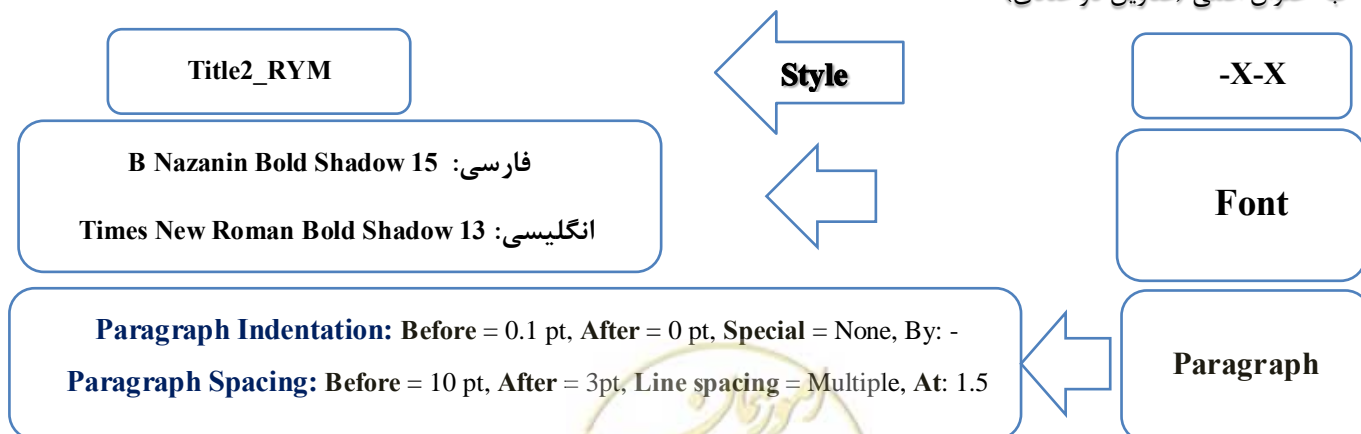 -X-X
Style
Title2_RYM
Font
فارسی: B Nazanin Bold Shadow 15
انگلیسی: Times New Roman Bold Shadow 13
Paragraph
Paragraph Indentation: Before = 0.1 pt, After = 0 pt, Special = None, By: -
Paragraph Spacing: Before = 10 pt, After = 3pt, Line spacing = Multiple, At: 1.5